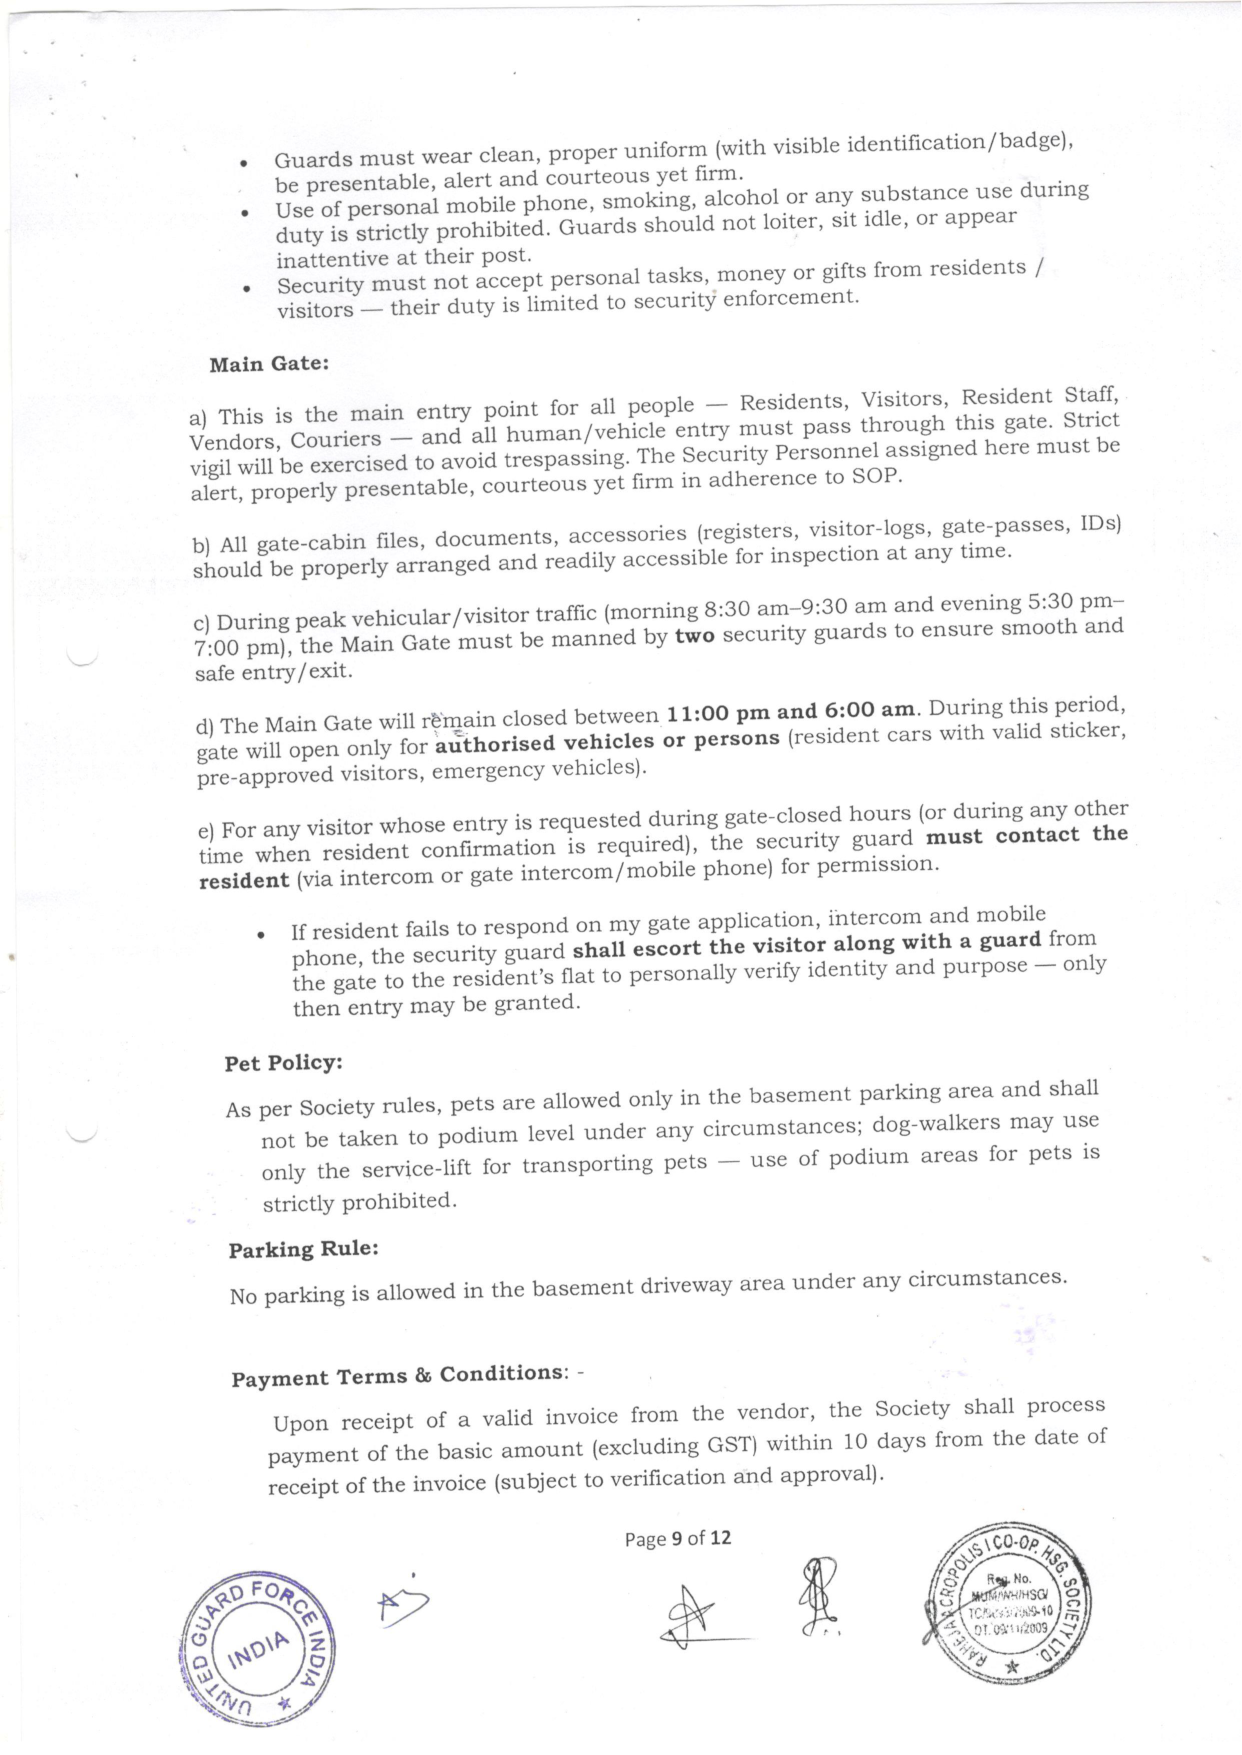 • Guards must wear clean, proper uniform (with visible identification/badge),
be presentable, alert and courteous yet firm.
• Use of personal mobile phone, smoking, alcohol or any substance use during
duty is strictly prohibited. Guards should not loiter, sit idle, or appear
inattentive at their post.
• Security must not accept personal tasks, money or gifts from residents /
visitors — their duty is limited to security enforcement.
Main Gate:
a) This is the main entry point for all people — Residents, Visitors, Resident Staff,
Vendors, Couriers — and all human/vehicle entry must pass through this gate. Strict
vigil will be exercised to avoid trespassing. The Security Personnel assigned here must be
alert, properly presentable, courteous yet firm in adherence to SOP.
b) All gate-cabin files, documents, accessories (registers, visitor-logs, gate-passes, IDs)
should be properly arranged and readily accessible for inspection at any time.
c) During peak vehicular/visitor traffic (morning 8:30 am–9:30 am and evening 5:30 pm–
7:00 pm), the Main Gate must be manned by two security guards to ensure smooth and
safe entry/exit.
d) The Main Gate will remain closed between 11:00 pm and 6:00 am. During this period,
gate will open only for authorised vehicles or persons (resident cars with valid sticker,
pre-approved visitors, emergency vehicles).
e) For any visitor whose entry is requested during gate-closed hours (or during any other
time when resident confirmation is required), the security guard must contact the
resident (via intercom or gate intercom/mobile phone) for permission.
• If resident fails to respond on my gate application, intercom and mobile
phone, the security guard shall escort the visitor along with a guard from
the gate to the resident's flat to personally verify identity and purpose — only
then entry may be granted.
Pet Policy:
As per Society rules, pets are allowed only in the basement parking area and shall
not be taken to podium level under any circumstances; dog-walkers may use
only the service-lift for transporting pets — use of podium areas for pets is
strictly prohibited.
Parking Rule:
No parking is allowed in the basement driveway area under any circumstances.
Payment Terms & Conditions: -
Upon receipt of a valid invoice from the vendor, the Society shall process
payment of the basic amount (excluding GST) within 10 days from the date of
receipt of the invoice (subject to verification and approval).
Page 9 of 12
UNITED GUARD FORCE INDIA
INDIA
RAHEJA ACROPOLIS I CO-OP. HSG. SOCIETY LTD.
Reg. No.
MUM/WH/HSG/
DT. 09/11/2009